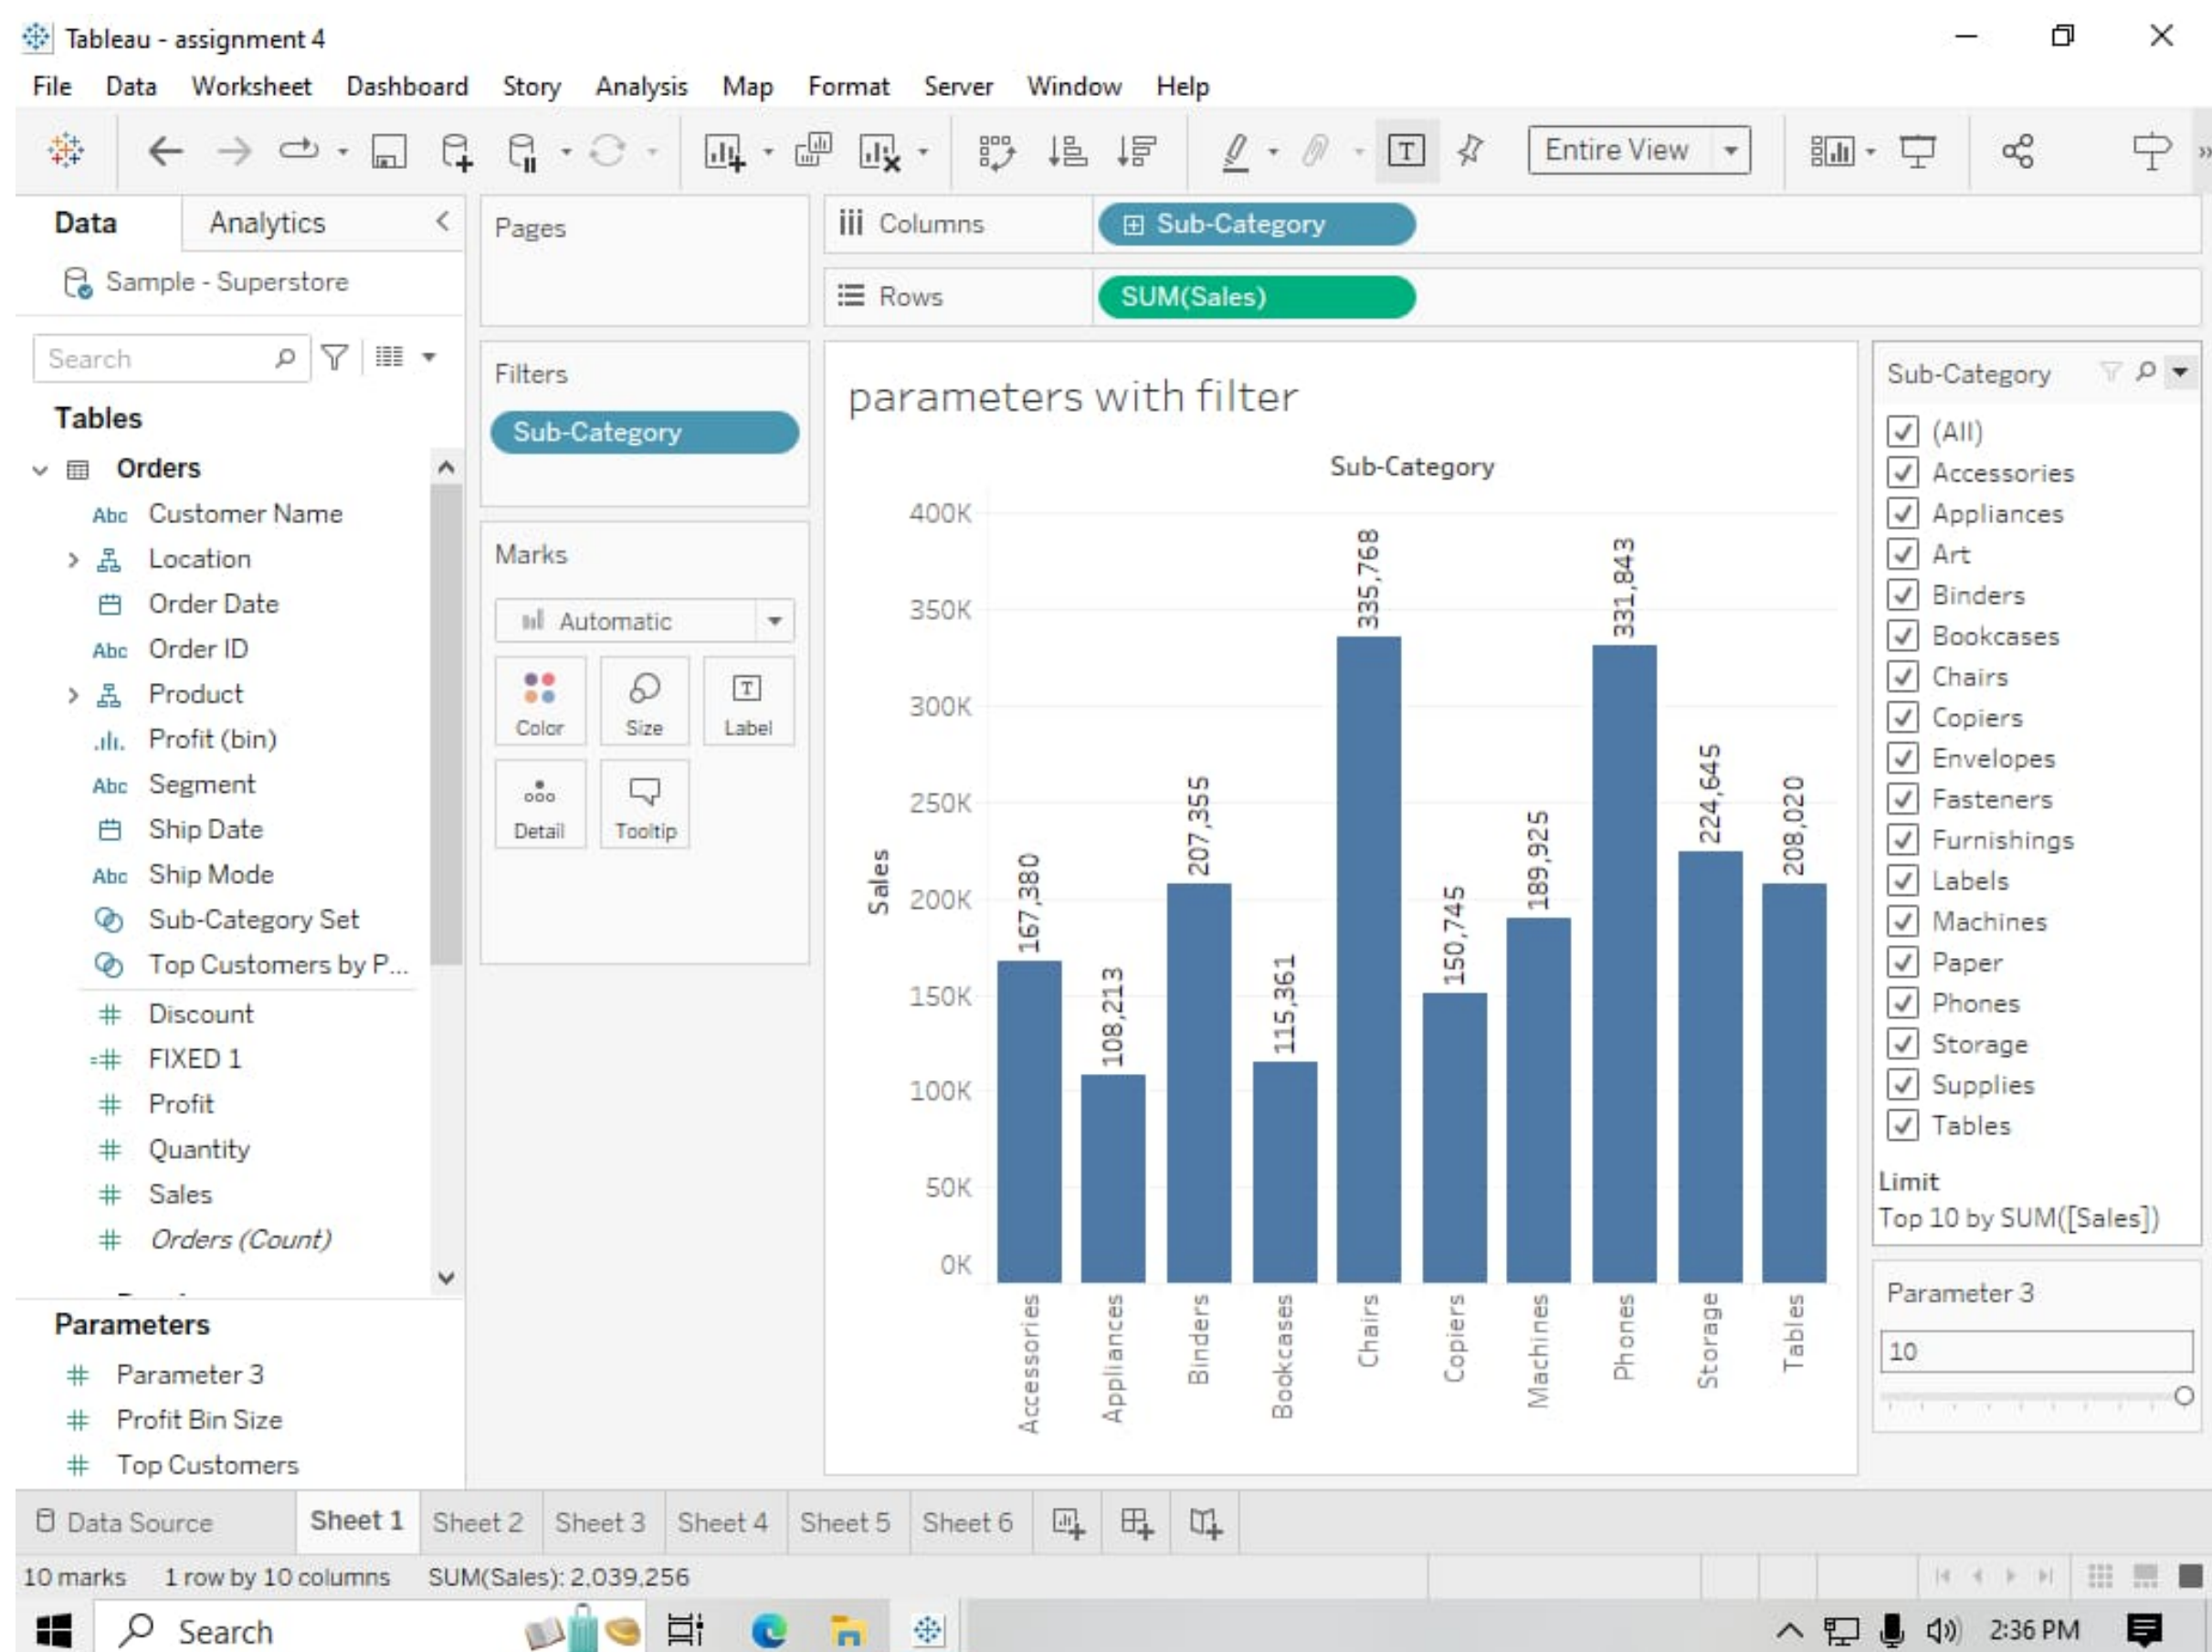 Tableau - assignment 4
File Data Worksheet Dashboard Story Analysis Map Format Server Window Help
Entire View
Data Analytics
Sample - Superstore
Search
Tables
Orders
Abc Customer Name
Location
Order Date
Abc Order ID
Product
Profit (bin)
Abc Segment
Ship Date
Abc Ship Mode
Sub-Category Set
Top Customers by P...
# Discount
=# FIXED 1
# Profit
# Quantity
# Sales
# Orders (Count)
Parameters
# Parameter 3
# Profit Bin Size
# Top Customers
Pages
Filters
Sub-Category
Marks
Automatic
Color Size Label
Detail Tooltip
Columns Sub-Category
Rows SUM(Sales)
parameters with filter
Sub-Category
Sales
400K
350K
300K
250K
200K
150K
100K
50K
0K
167,380
108,213
207,355
115,361
335,768
150,745
189,925
331,843
224,645
208,020
Accessories
Appliances
Binders
Bookcases
Chairs
Copiers
Machines
Phones
Storage
Tables
Sub-Category
(All)
Accessories
Appliances
Art
Binders
Bookcases
Chairs
Copiers
Envelopes
Fasteners
Furnishings
Labels
Machines
Paper
Phones
Storage
Supplies
Tables
Limit
Top 10 by SUM([Sales])
Parameter 3
10
Data Source Sheet 1 Sheet 2 Sheet 3 Sheet 4 Sheet 5 Sheet 6
10 marks 1 row by 10 columns SUM(Sales): 2,039,256
Search
2:36 PM